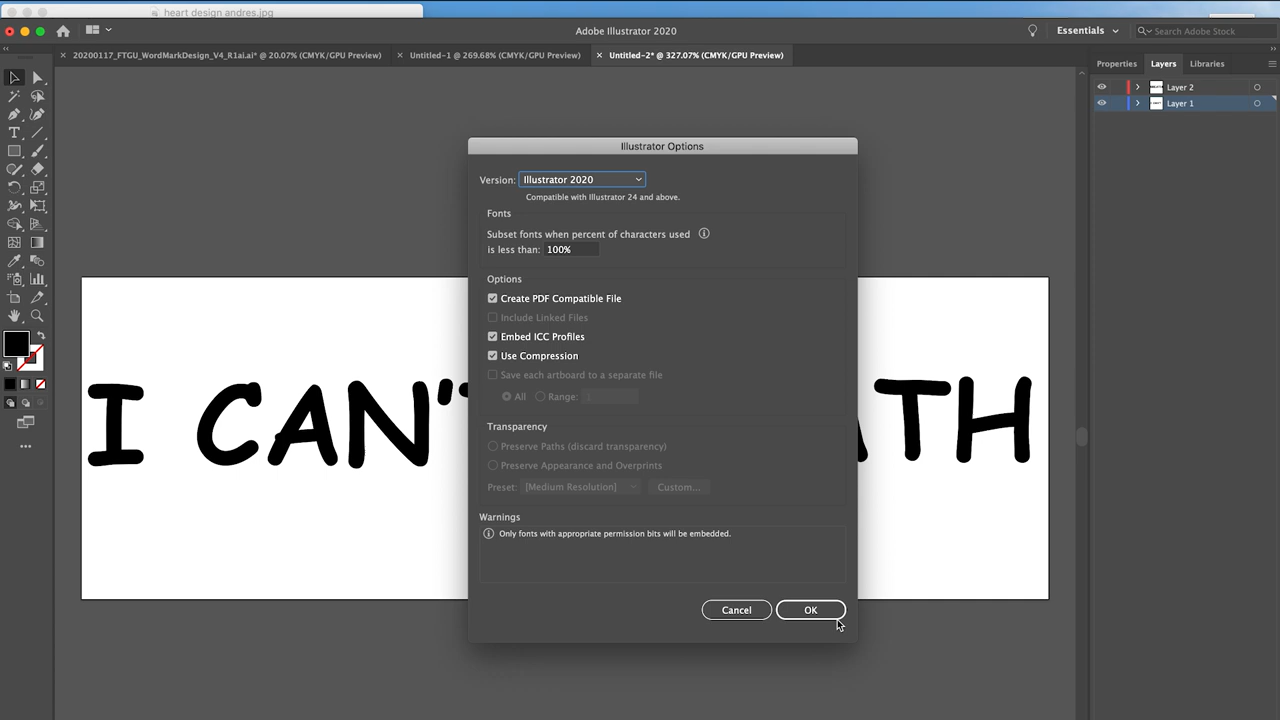 heart design andres.jpg
Adobe Illustrator 2020
Essentials
Search Adobe Stock
20200117_FTGU_WordMarkDesign_V4_R1ai.ai* @ 20.07% (CMYK/GPU Preview)
Untitled-1 @ 269.68% (CMYK/GPU Preview)
Untitled-2* @ 327.07% (CMYK/GPU Preview)
Properties
Layers
Libraries
Layer 2
Layer 1
Illustrator Options
Version: Illustrator 2020
Compatible with Illustrator 24 and above.
Fonts
Subset fonts when percent of characters used
is less than: 100%
Options
Create PDF Compatible File
Include Linked Files
Embed ICC Profiles
Use Compression
Save each artboard to a separate file
All Range: 1
Transparency
Preserve Paths (discard transparency)
Preserve Appearance and Overprints
Preset: [Medium Resolution] Custom...
Warnings
Only fonts with appropriate permission bits will be embedded.
Cancel OK
I CAN'T ATH